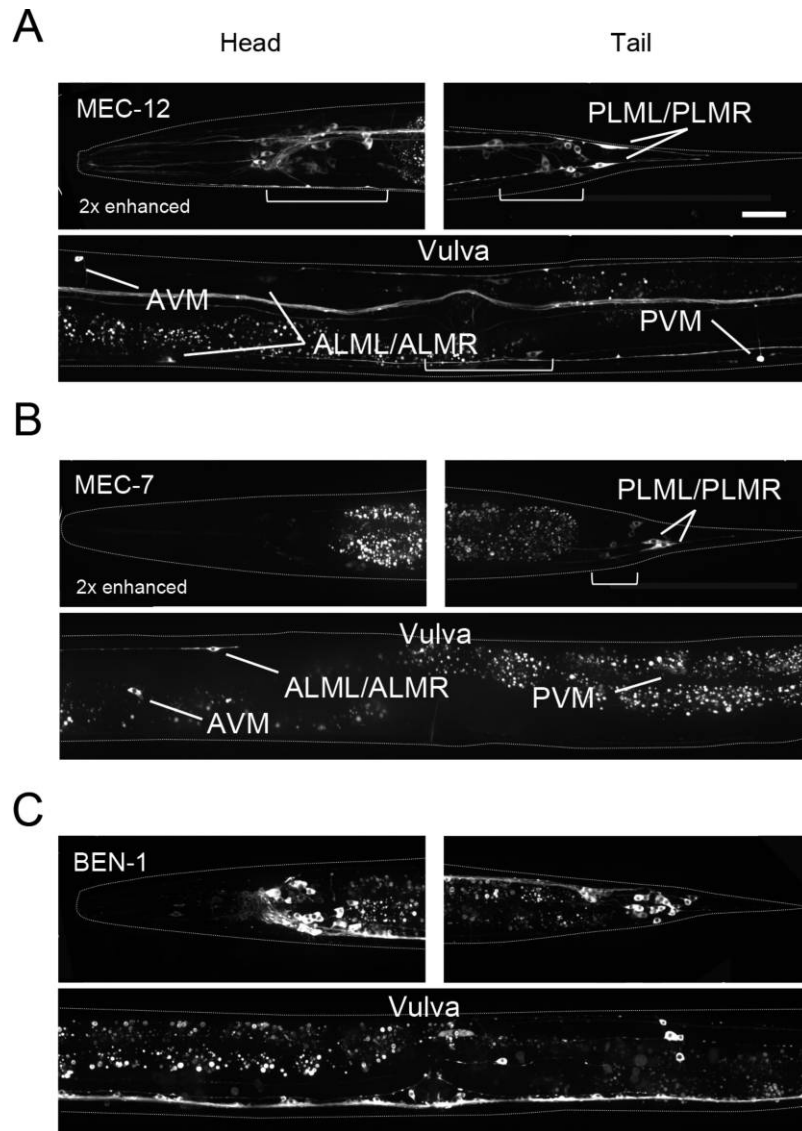 A
Head
Tail
MEC-12
PLML/PLMR
2x enhanced
Vulva
AVM
ALML/ALMR
PVM
B
MEC-7
PLML/PLMR
2x enhanced
Vulva
ALML/ALMR
AVM
PVM
C
BEN-1
Vulva